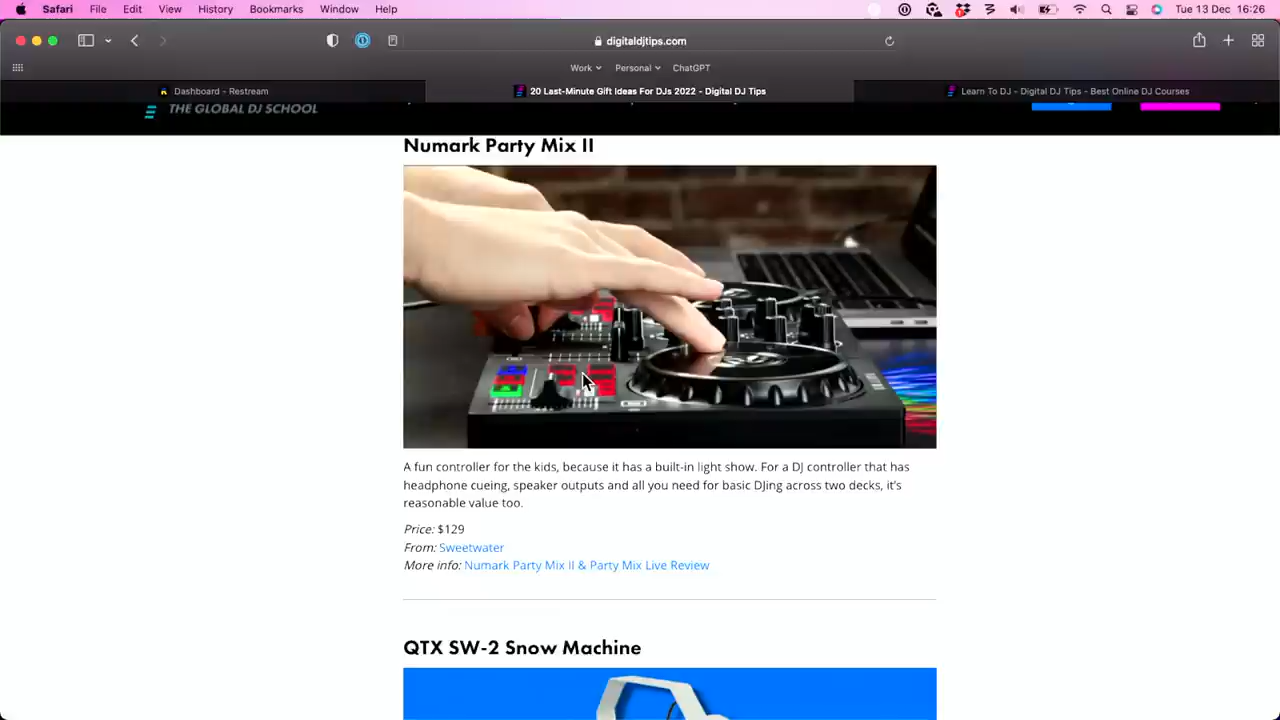 Safari File Edit View History Bookmarks Window Help Tue 13 Dec 16:26
digitaldjtips.com
Work Personal ChatGPT
Dashboard - Restream 20 Last-Minute Gift Ideas For DJs 2022 - Digital DJ Tips Learn To DJ - Digital DJ Tips - Best Online DJ Courses
THE GLOBAL DJ SCHOOL
Numark Party Mix II
A fun controller for the kids, because it has a built-in light show. For a DJ controller that has
headphone cueing, speaker outputs and all you need for basic DJing across two decks, it's
reasonable value too.
Price: $129
From: Sweetwater
More info: Numark Party Mix II & Party Mix Live Review
QTX SW-2 Snow Machine